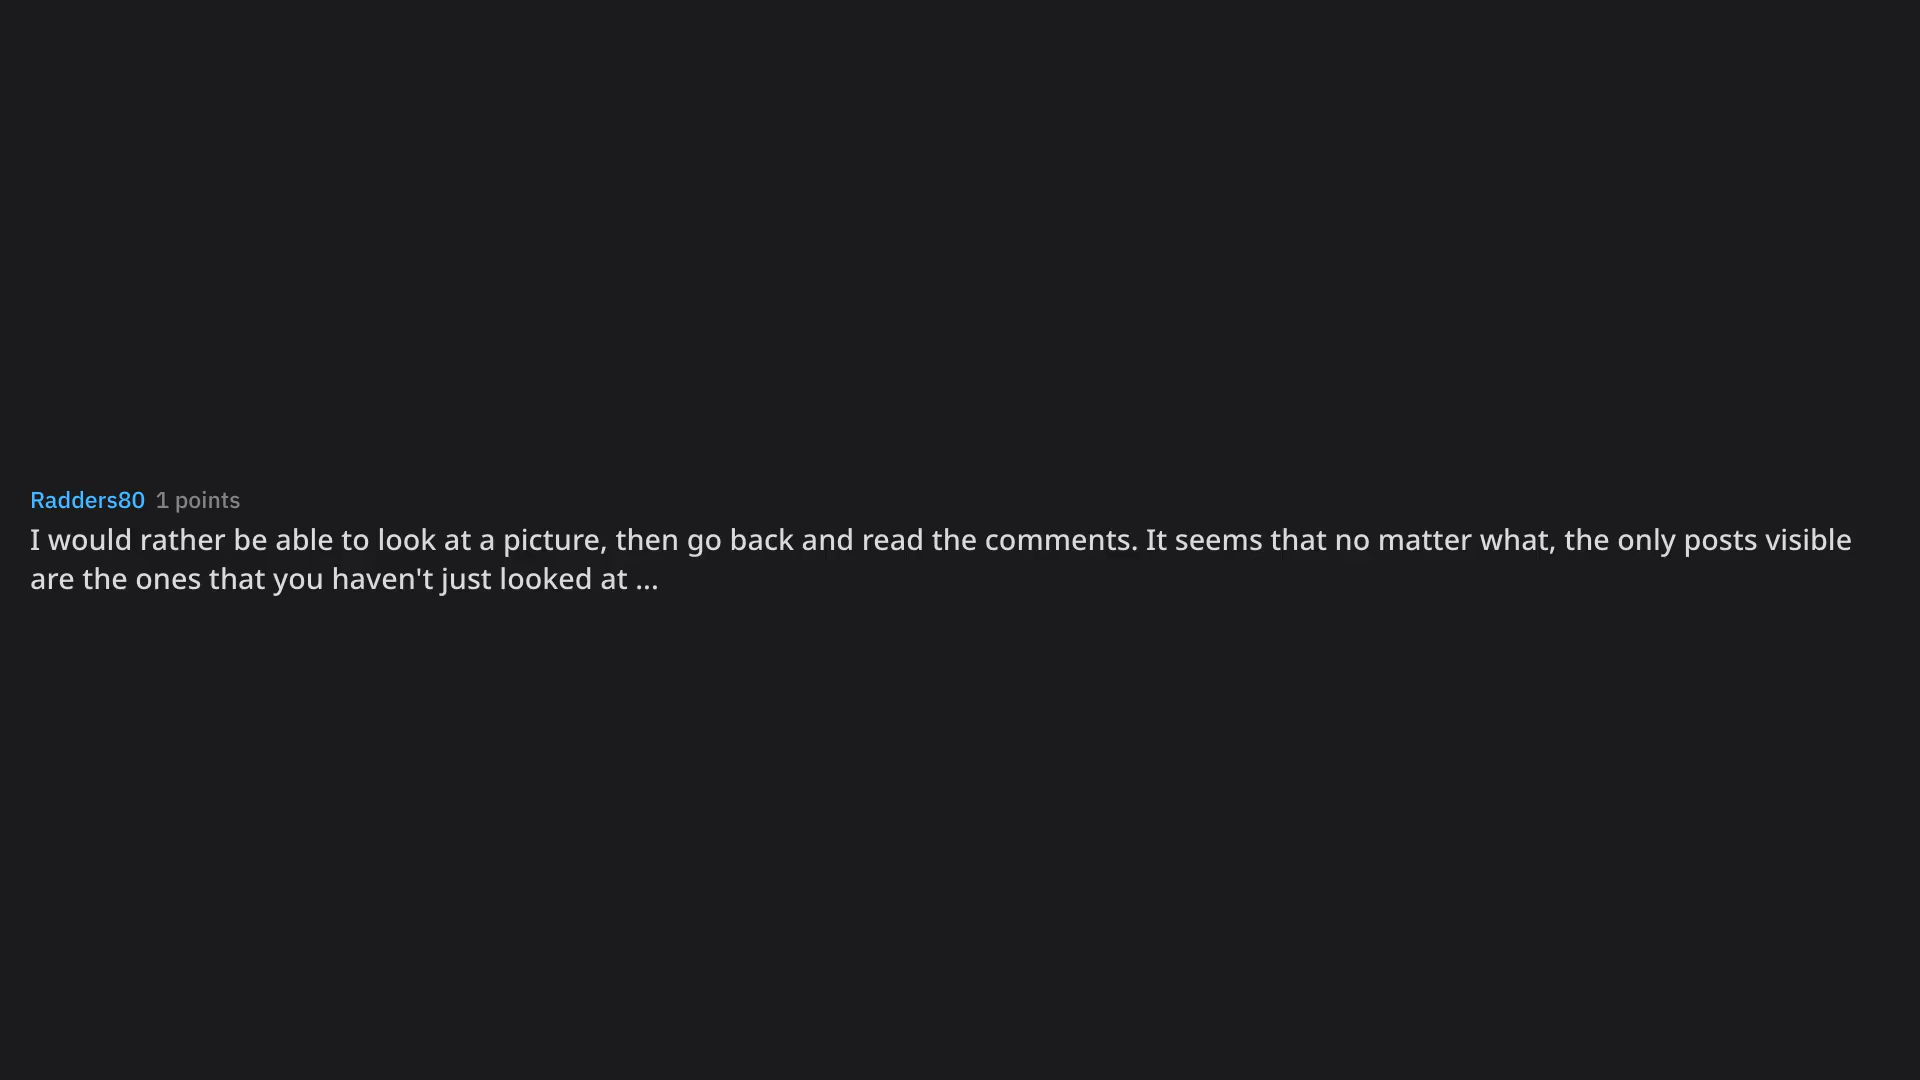 Radders80 1 points
I would rather be able to look at a picture, then go back and read the comments. It seems that no matter what, the only posts visible
are the ones that you haven't just looked at ...